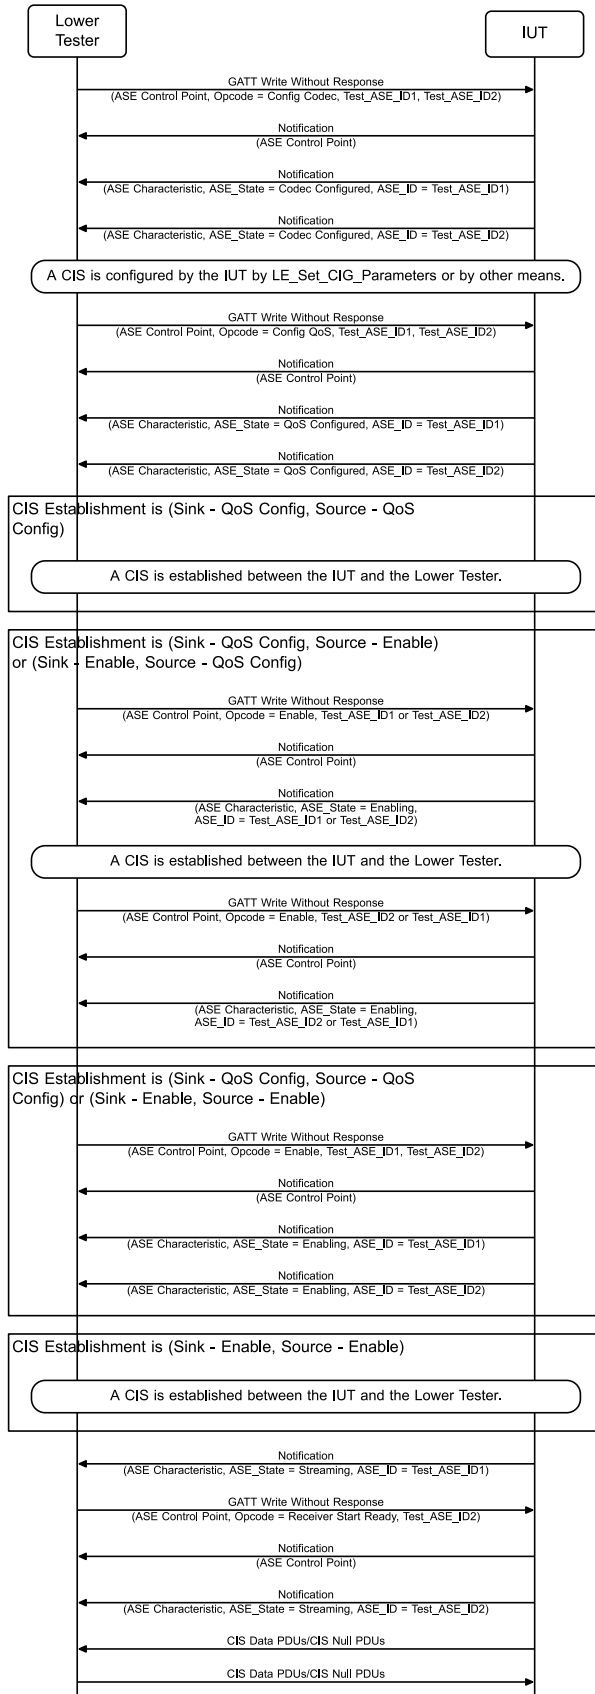 Lower
Tester
IUT
GATT Write Without Response
(ASE Control Point, Opcode = Config Codec, Test_ASE_ID1, Test_ASE_ID2)
Notification
(ASE Control Point)
Notification
(ASE Characteristic, ASE_State = Codec Configured, ASE_ID = Test_ASE_ID1)
Notification
(ASE Characteristic, ASE_State = Codec Configured, ASE_ID = Test_ASE_ID2)
A CIS is configured by the IUT by LE_Set_CIG_Parameters or by other means.
GATT Write Without Response
(ASE Control Point, Opcode = Config QoS, Test_ASE_ID1, Test_ASE_ID2)
Notification
(ASE Control Point)
Notification
(ASE Characteristic, ASE_State = QoS Configured, ASE_ID = Test_ASE_ID1)
Notification
(ASE Characteristic, ASE_State = QoS Configured, ASE_ID = Test_ASE_ID2)
CIS Establishment is (Sink - QoS Config, Source - QoS
Config)
A CIS is established between the IUT and the Lower Tester.
CIS Establishment is (Sink - QoS Config, Source - Enable)
or (Sink - Enable, Source - QoS Config)
GATT Write Without Response
(ASE Control Point, Opcode = Enable, Test_ASE_ID1 or Test_ASE_ID2)
Notification
(ASE Control Point)
Notification
(ASE Characteristic, ASE_State = Enabling,
ASE_ID = Test_ASE_ID1 or Test_ASE_ID2)
A CIS is established between the IUT and the Lower Tester.
GATT Write Without Response
(ASE Control Point, Opcode = Enable, Test_ASE_ID2 or Test_ASE_ID1)
Notification
(ASE Control Point)
Notification
(ASE Characteristic, ASE_State = Enabling,
ASE_ID = Test_ASE_ID2 or Test_ASE_ID1)
CIS Establishment is (Sink - QoS Config, Source - QoS
Config) or (Sink - Enable, Source - Enable)
GATT Write Without Response
(ASE Control Point, Opcode = Enable, Test_ASE_ID1, Test_ASE_ID2)
Notification
(ASE Control Point)
Notification
(ASE Characteristic, ASE_State = Enabling, ASE_ID = Test_ASE_ID1)
Notification
(ASE Characteristic, ASE_State = Enabling, ASE_ID = Test_ASE_ID2)
CIS Establishment is (Sink - Enable, Source - Enable)
A CIS is established between the IUT and the Lower Tester.
Notification
(ASE Characteristic, ASE_State = Streaming, ASE_ID = Test_ASE_ID1)
GATT Write Without Response
(ASE Control Point, Opcode = Receiver Start Ready, Test_ASE_ID2)
Notification
(ASE Control Point)
Notification
(ASE Characteristic, ASE_State = Streaming, ASE_ID = Test_ASE_ID2)
CIS Data PDUs/CIS Null PDUs
CIS Data PDUs/CIS Null PDUs